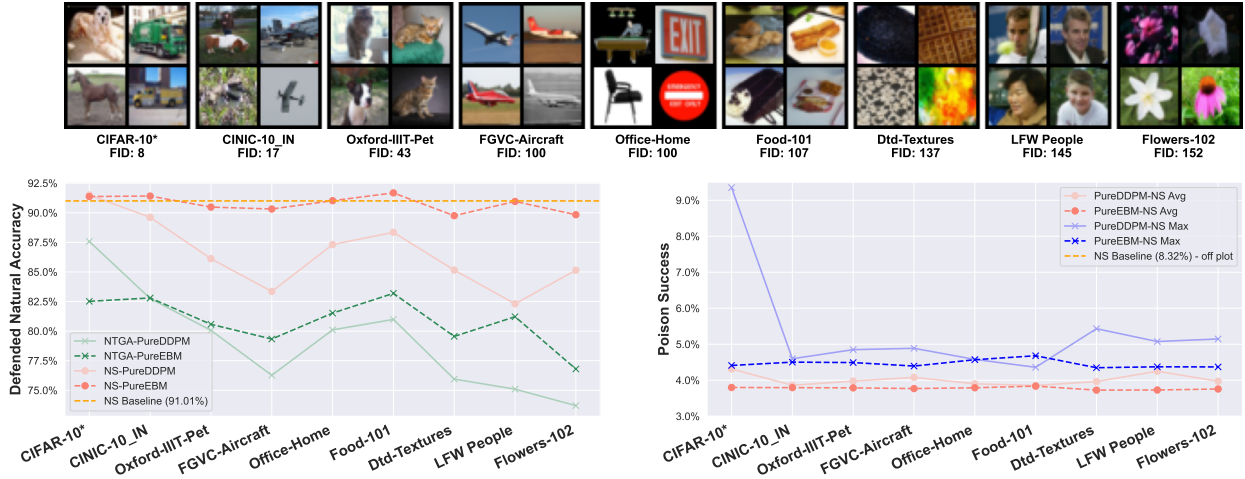 EXIT
EMERGENCY
EXIT ONLY
CIFAR-10* CINIC-10_IN Oxford-IIIT-Pet FGVC-Aircraft Office-Home Food-101 Dtd-Textures LFW People Flowers-102
FID: 8 FID: 17 FID: 43 FID: 100 FID: 100 FID: 107 FID: 137 FID: 145 FID: 152
Defended Natural Accuracy
92.5%
90.0%
87.5%
85.0%
82.5%
80.0%
77.5%
75.0%
NTGA-PureDDPM
NTGA-PureEBM
NS-PureDDPM
NS-PureEBM
NS Baseline (91.01%)
CIFAR-10* CINIC-10_IN Oxford-IIIT-Pet FGVC-Aircraft Office-Home Food-101 Dtd-Textures LFW People Flowers-102
Poison Success
9.0%
8.0%
7.0%
6.0%
5.0%
4.0%
3.0%
PureDDPM-NS Avg
PureEBM-NS Avg
PureDDPM-NS Max
PureEBM-NS Max
NS Baseline (8.32%) - off plot
CIFAR-10* CINIC-10_IN Oxford-IIIT-Pet FGVC-Aircraft Office-Home Food-101 Dtd-Textures LFW People Flowers-102